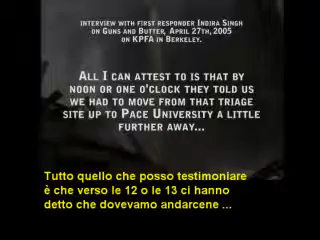 INTERVIEW WITH FIRST RESPONDER INDIRA SINGH
ON GUNS AND BUTTER, APRIL 27TH, 2005
ON KPFA IN BERKELEY.
ALL I CAN ATTEST TO IS THAT BY
NOON OR ONE O'CLOCK THEY TOLD US
WE HAD TO MOVE FROM THAT TRIAGE
SITE UP TO PACE UNIVERSITY A LITTLE
FURTHER AWAY...
Tutto quello che posso testimoniare
è che verso le 12 o le 13 ci hanno
detto che dovevamo andarcene ...